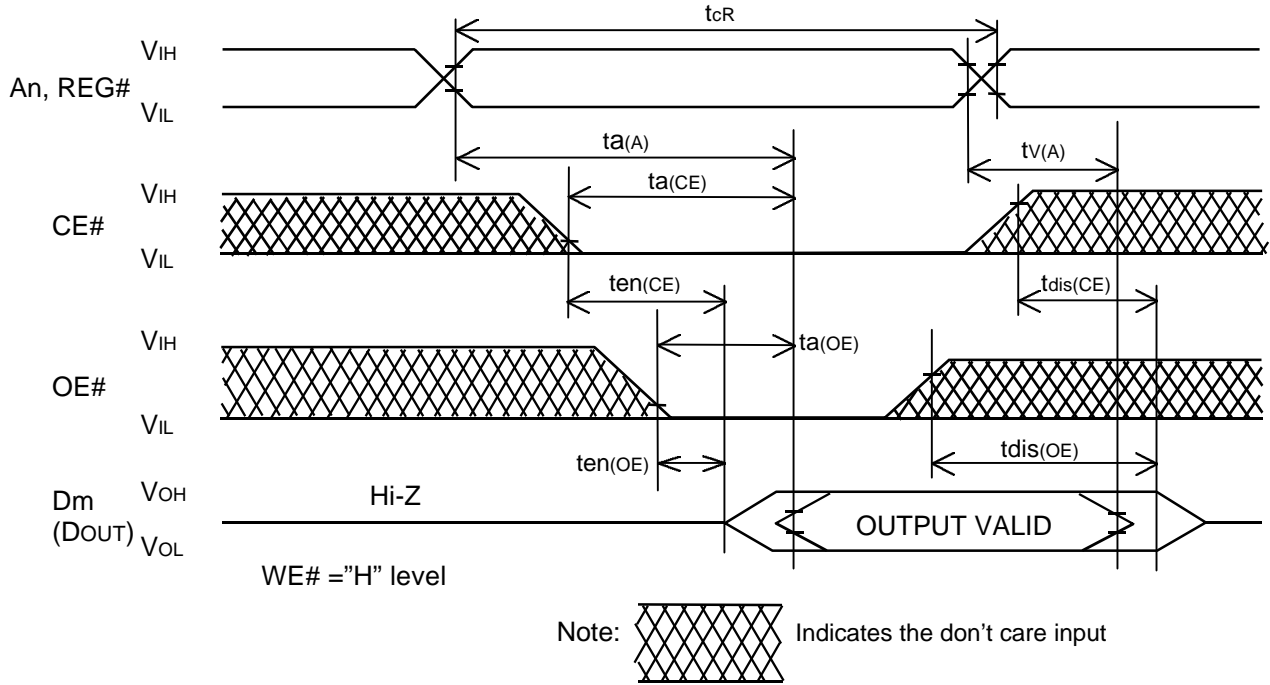 tcR
VIH
An, REG#
VIL
ta(A)
tV(A)
VIH
ta(CE)
CE#
VIL
ten(CE)
tdis(CE)
VIH
ta(OE)
OE#
VIL
ten(OE)
tdis(OE)
VOH
Hi-Z
Dm
(DOUT)
OUTPUT VALID
VOL
WE# =”H” level
Note:
Indicates the don’t care input